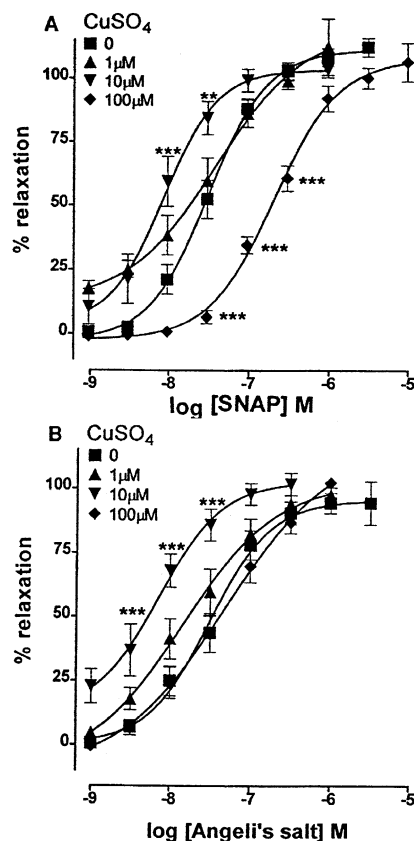 A
CuSO4
0
1μM
10μM
100μM
100
75
50
25
0
% relaxation
***
**
***
***
***
-9 -8 -7 -6 -5
log [SNAP] M
B
CuSO4
0
1μM
10μM
100μM
100
75
50
25
0
% relaxation
***
***
***
-9 -8 -7 -6 -5
log [Angeli's salt] M